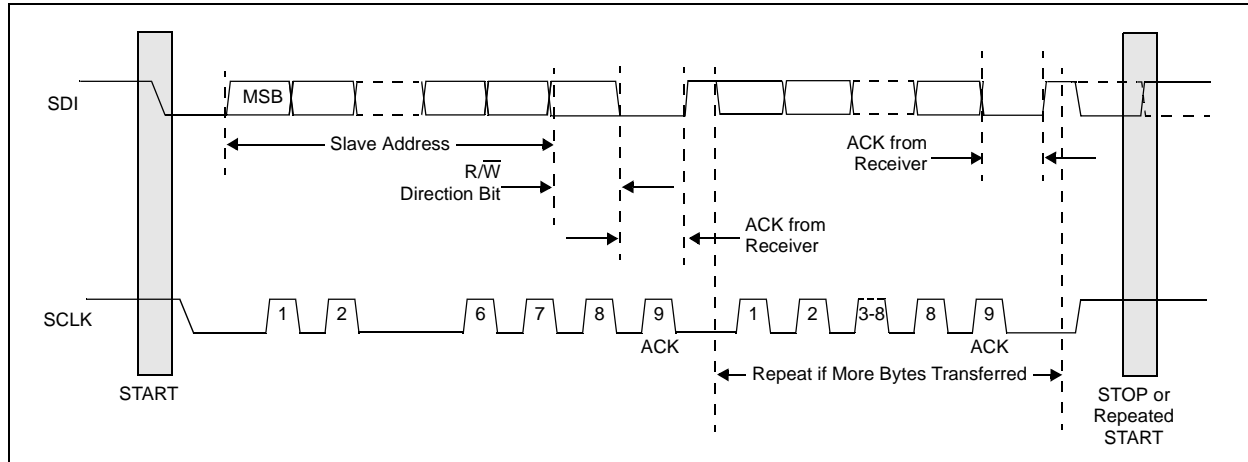 SDI
MSB
Slave Address
R/W̅
Direction Bit
ACK from
Receiver
ACK from
Receiver
SCLK
1
2
6
7
8
9
ACK
1
2
3-8
8
9
ACK
Repeat if More Bytes Transferred
START
STOP or
Repeated
START